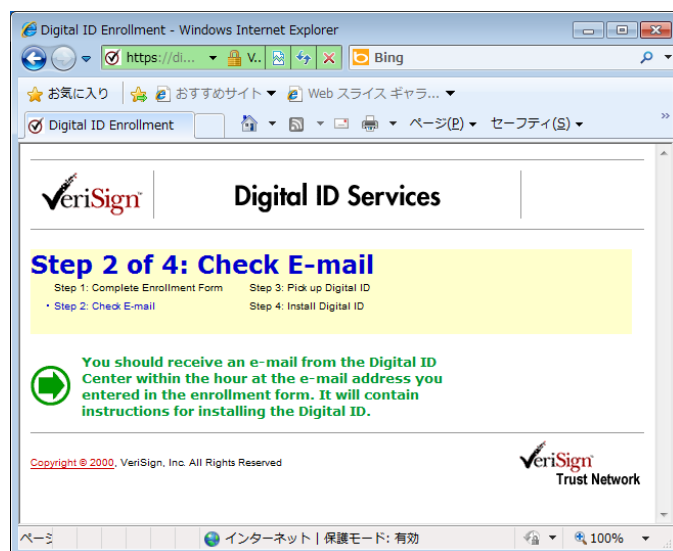 Digital ID Enrollment - Windows Internet Explorer
https://di... V.. Bing
お気に入り おすすめサイト Web スライス ギャラ...
Digital ID Enrollment ページ(P) セーフティ(S) »
VeriSign Digital ID Services
Step 2 of 4: Check E-mail
Step 1: Complete Enrollment Form Step 3: Pick up Digital ID
· Step 2: Check E-mail Step 4: Install Digital ID
You should receive an e-mail from the Digital ID
Center within the hour at the e-mail address you
entered in the enrollment form. It will contain
instructions for installing the Digital ID.
Copyright © 2000, VeriSign, Inc. All Rights Reserved
VeriSign
Trust Network
インターネット | 保護モード: 有効 100%